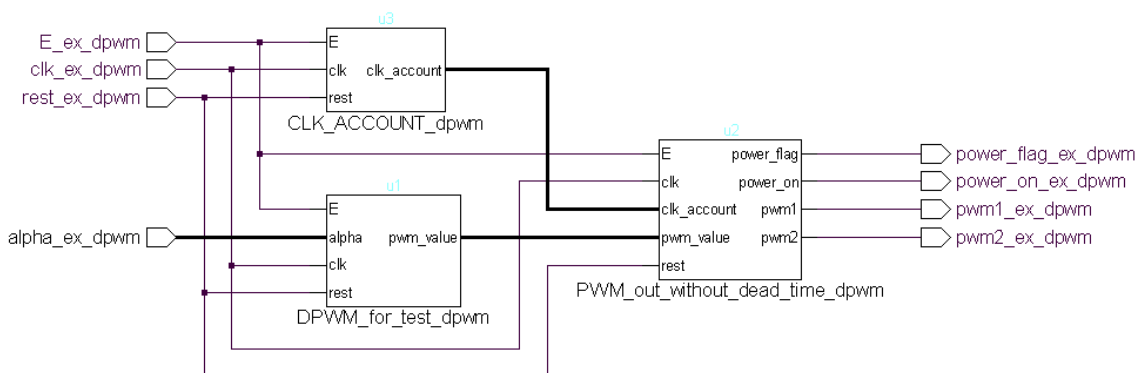 u3
E_ex_dpwm
E
clk_ex_dpwm
clk clk_account
rest_ex_dpwm
rest
CLK_ACCOUNT_dpwm
u2
E power_flag
power_flag_ex_dpwm
clk power_on
power_on_ex_dpwm
clk_account pwm1
pwm1_ex_dpwm
pwm_value pwm2
pwm2_ex_dpwm
rest
PWM_out_without_dead_time_dpwm
u1
E
alpha_ex_dpwm
alpha pwm_value
clk
rest
DPWM_for_test_dpwm